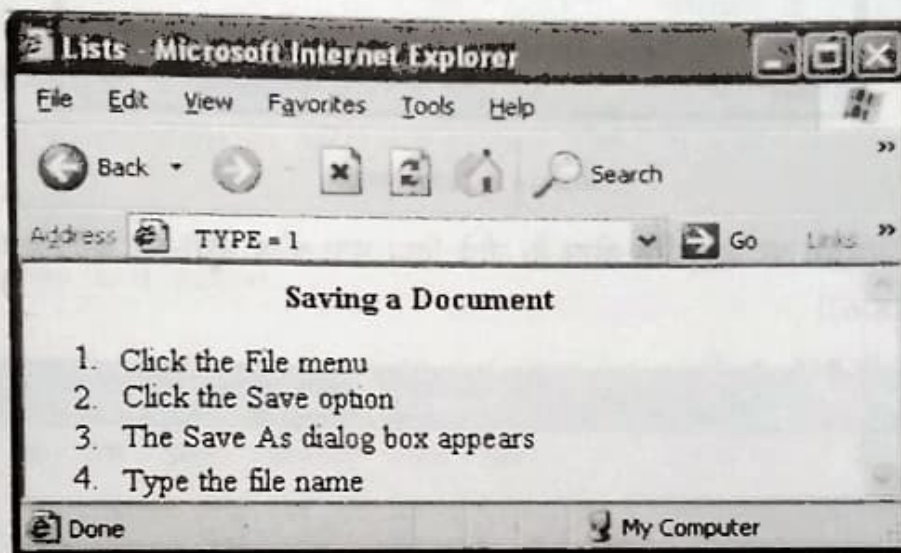 Lists - Microsoft Internet Explorer
File Edit View Favorites Tools Help
Back Search
Address TYPE = 1 Go Links
Saving a Document
1. Click the File menu
2. Click the Save option
3. The Save As dialog box appears
4. Type the file name
Done My Computer